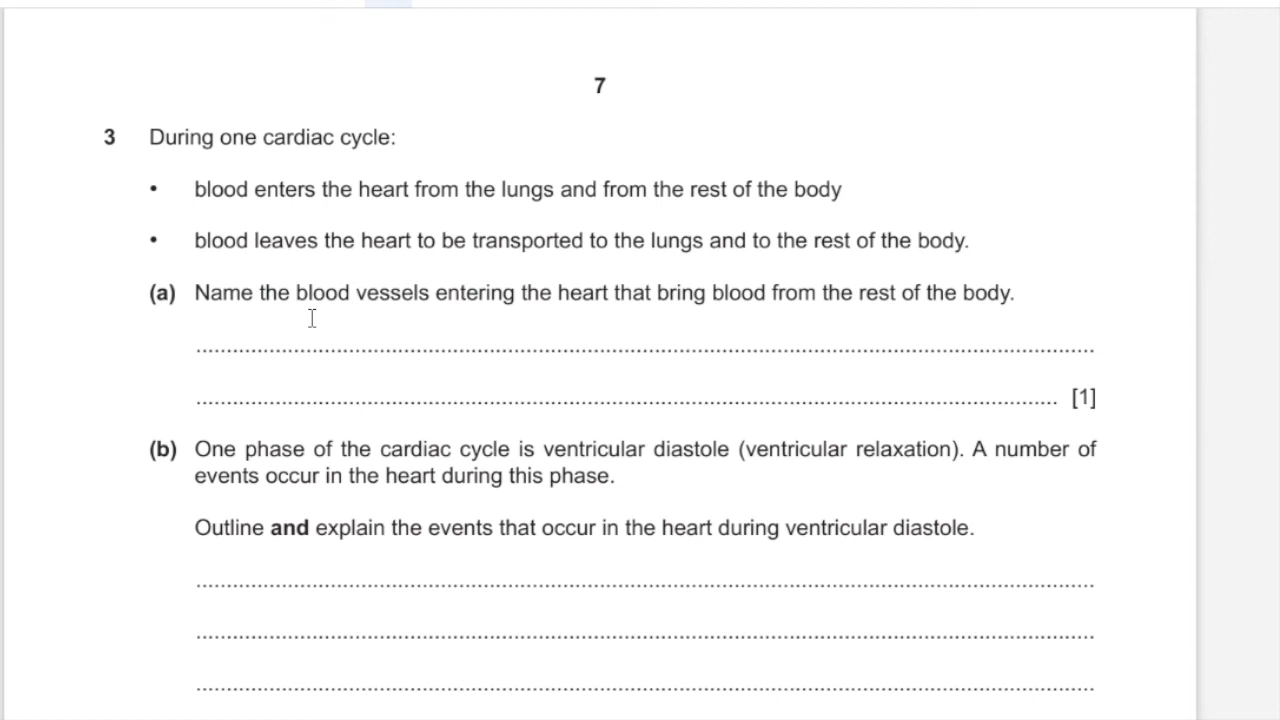 7
3 During one cardiac cycle:
• blood enters the heart from the lungs and from the rest of the body
• blood leaves the heart to be transported to the lungs and to the rest of the body.
(a) Name the blood vessels entering the heart that bring blood from the rest of the body.
....................................................................................................
.................................................................................................... [1]
(b) One phase of the cardiac cycle is ventricular diastole (ventricular relaxation). A number of
events occur in the heart during this phase.
Outline and explain the events that occur in the heart during ventricular diastole.
....................................................................................................
....................................................................................................
....................................................................................................